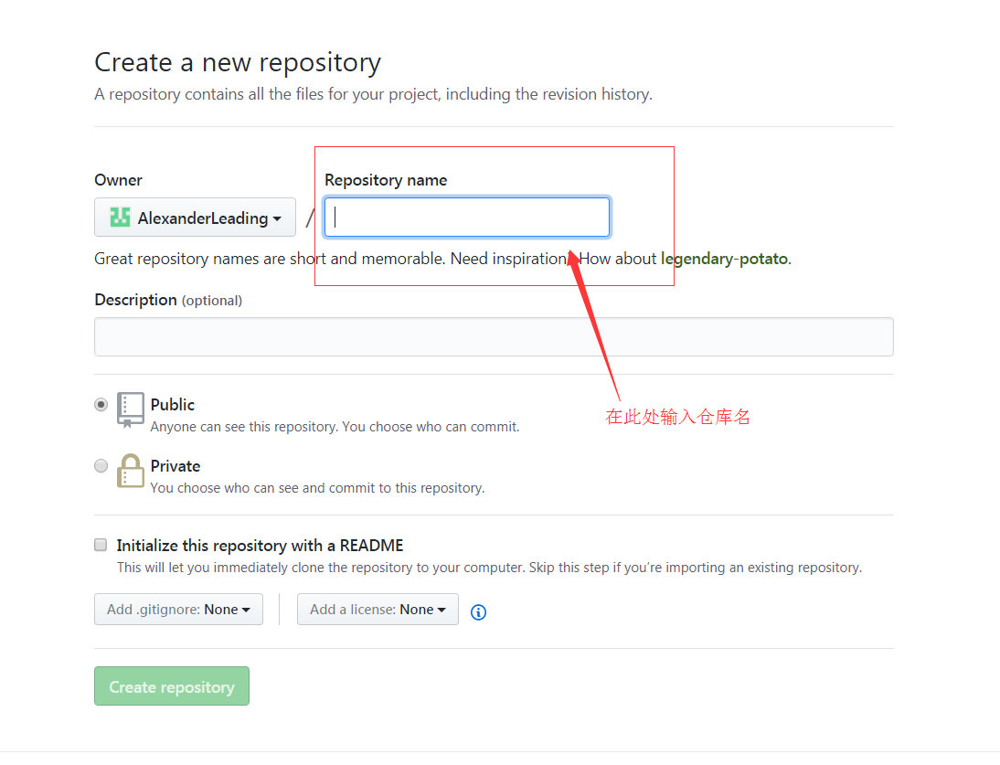 Create a new repository
A repository contains all the files for your project, including the revision history.
Owner
Repository name
AlexanderLeading
/
Great repository names are short and memorable. Need inspiration How about legendary-potato.
Description (optional)
Public
Anyone can see this repository. You choose who can commit.
在此处输入仓库名
Private
You choose who can see and commit to this repository.
Initialize this repository with a README
This will let you immediately clone the repository to your computer. Skip this step if you’re importing an existing repository.
Add .gitignore: None
Add a license: None
Create repository